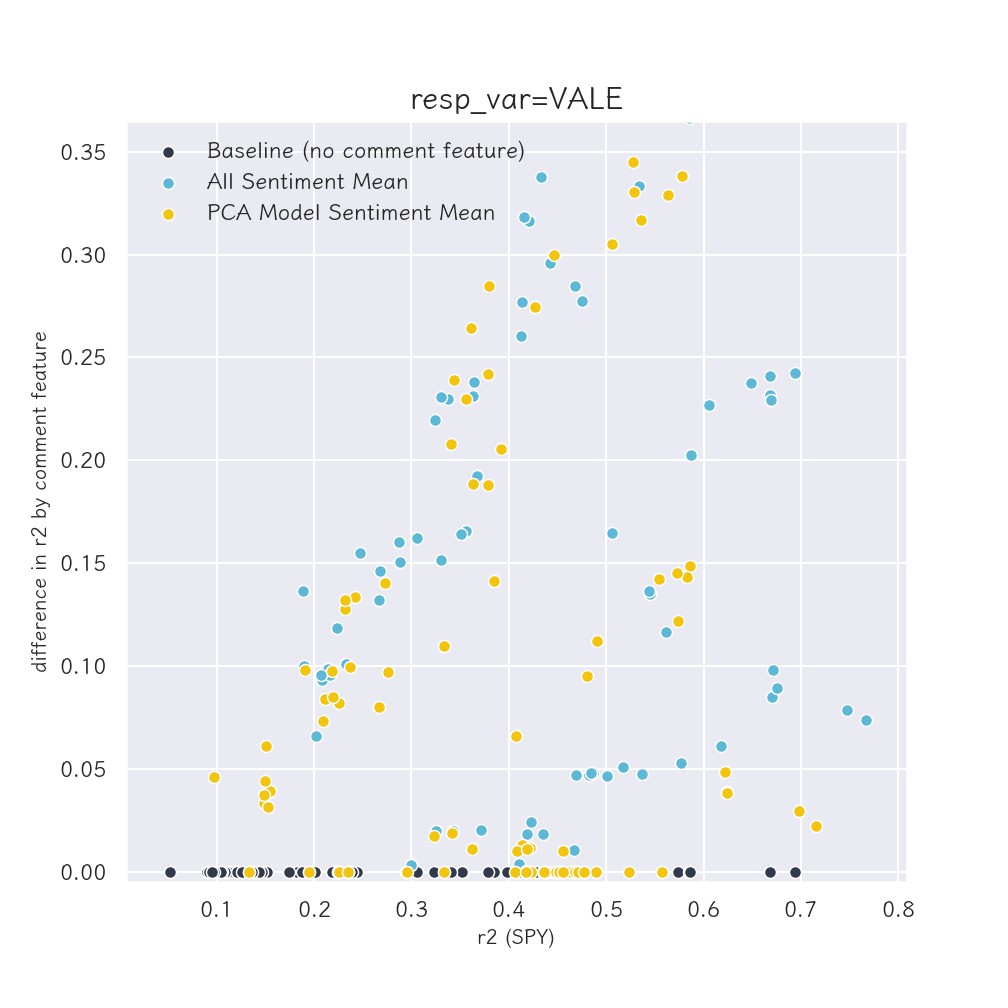 resp_var=VALE
Baseline (no comment feature)
All Sentiment Mean
PCA Model Sentiment Mean
difference in r2 by comment feature
0.35
0.30
0.25
0.20
0.15
0.10
0.05
0.00
0.1 0.2 0.3 0.4 0.5 0.6 0.7 0.8
r2 (SPY)